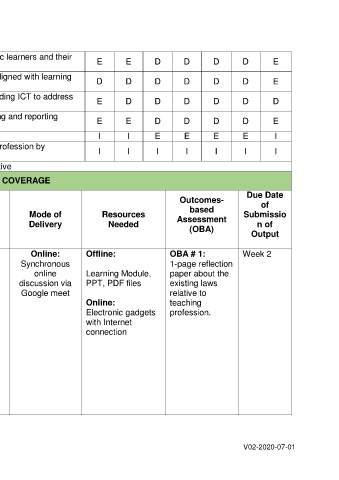 c learners and their
E E D D D D E
ligned with learning
D D D D D D E
ding ICT to address
E D D D D D D
ng and reporting
E E D D D D E
I I E E E E I
rofession by
I I I I I I I
tive
COVERAGE
Mode of
Delivery
Resources
Needed
Outcomes-
based
Assessment
(OBA)
Due Date
of
Submissio
n of
Output
Online:
Synchronous
online
discussion via
Google meet
Offline:
Learning Module,
PPT, PDF files
Online:
Electronic gadgets
with Internet
connection
OBA # 1:
1-page reflection
paper about the
existing laws
relative to
teaching
profession.
Week 2
V02-2020-07-01